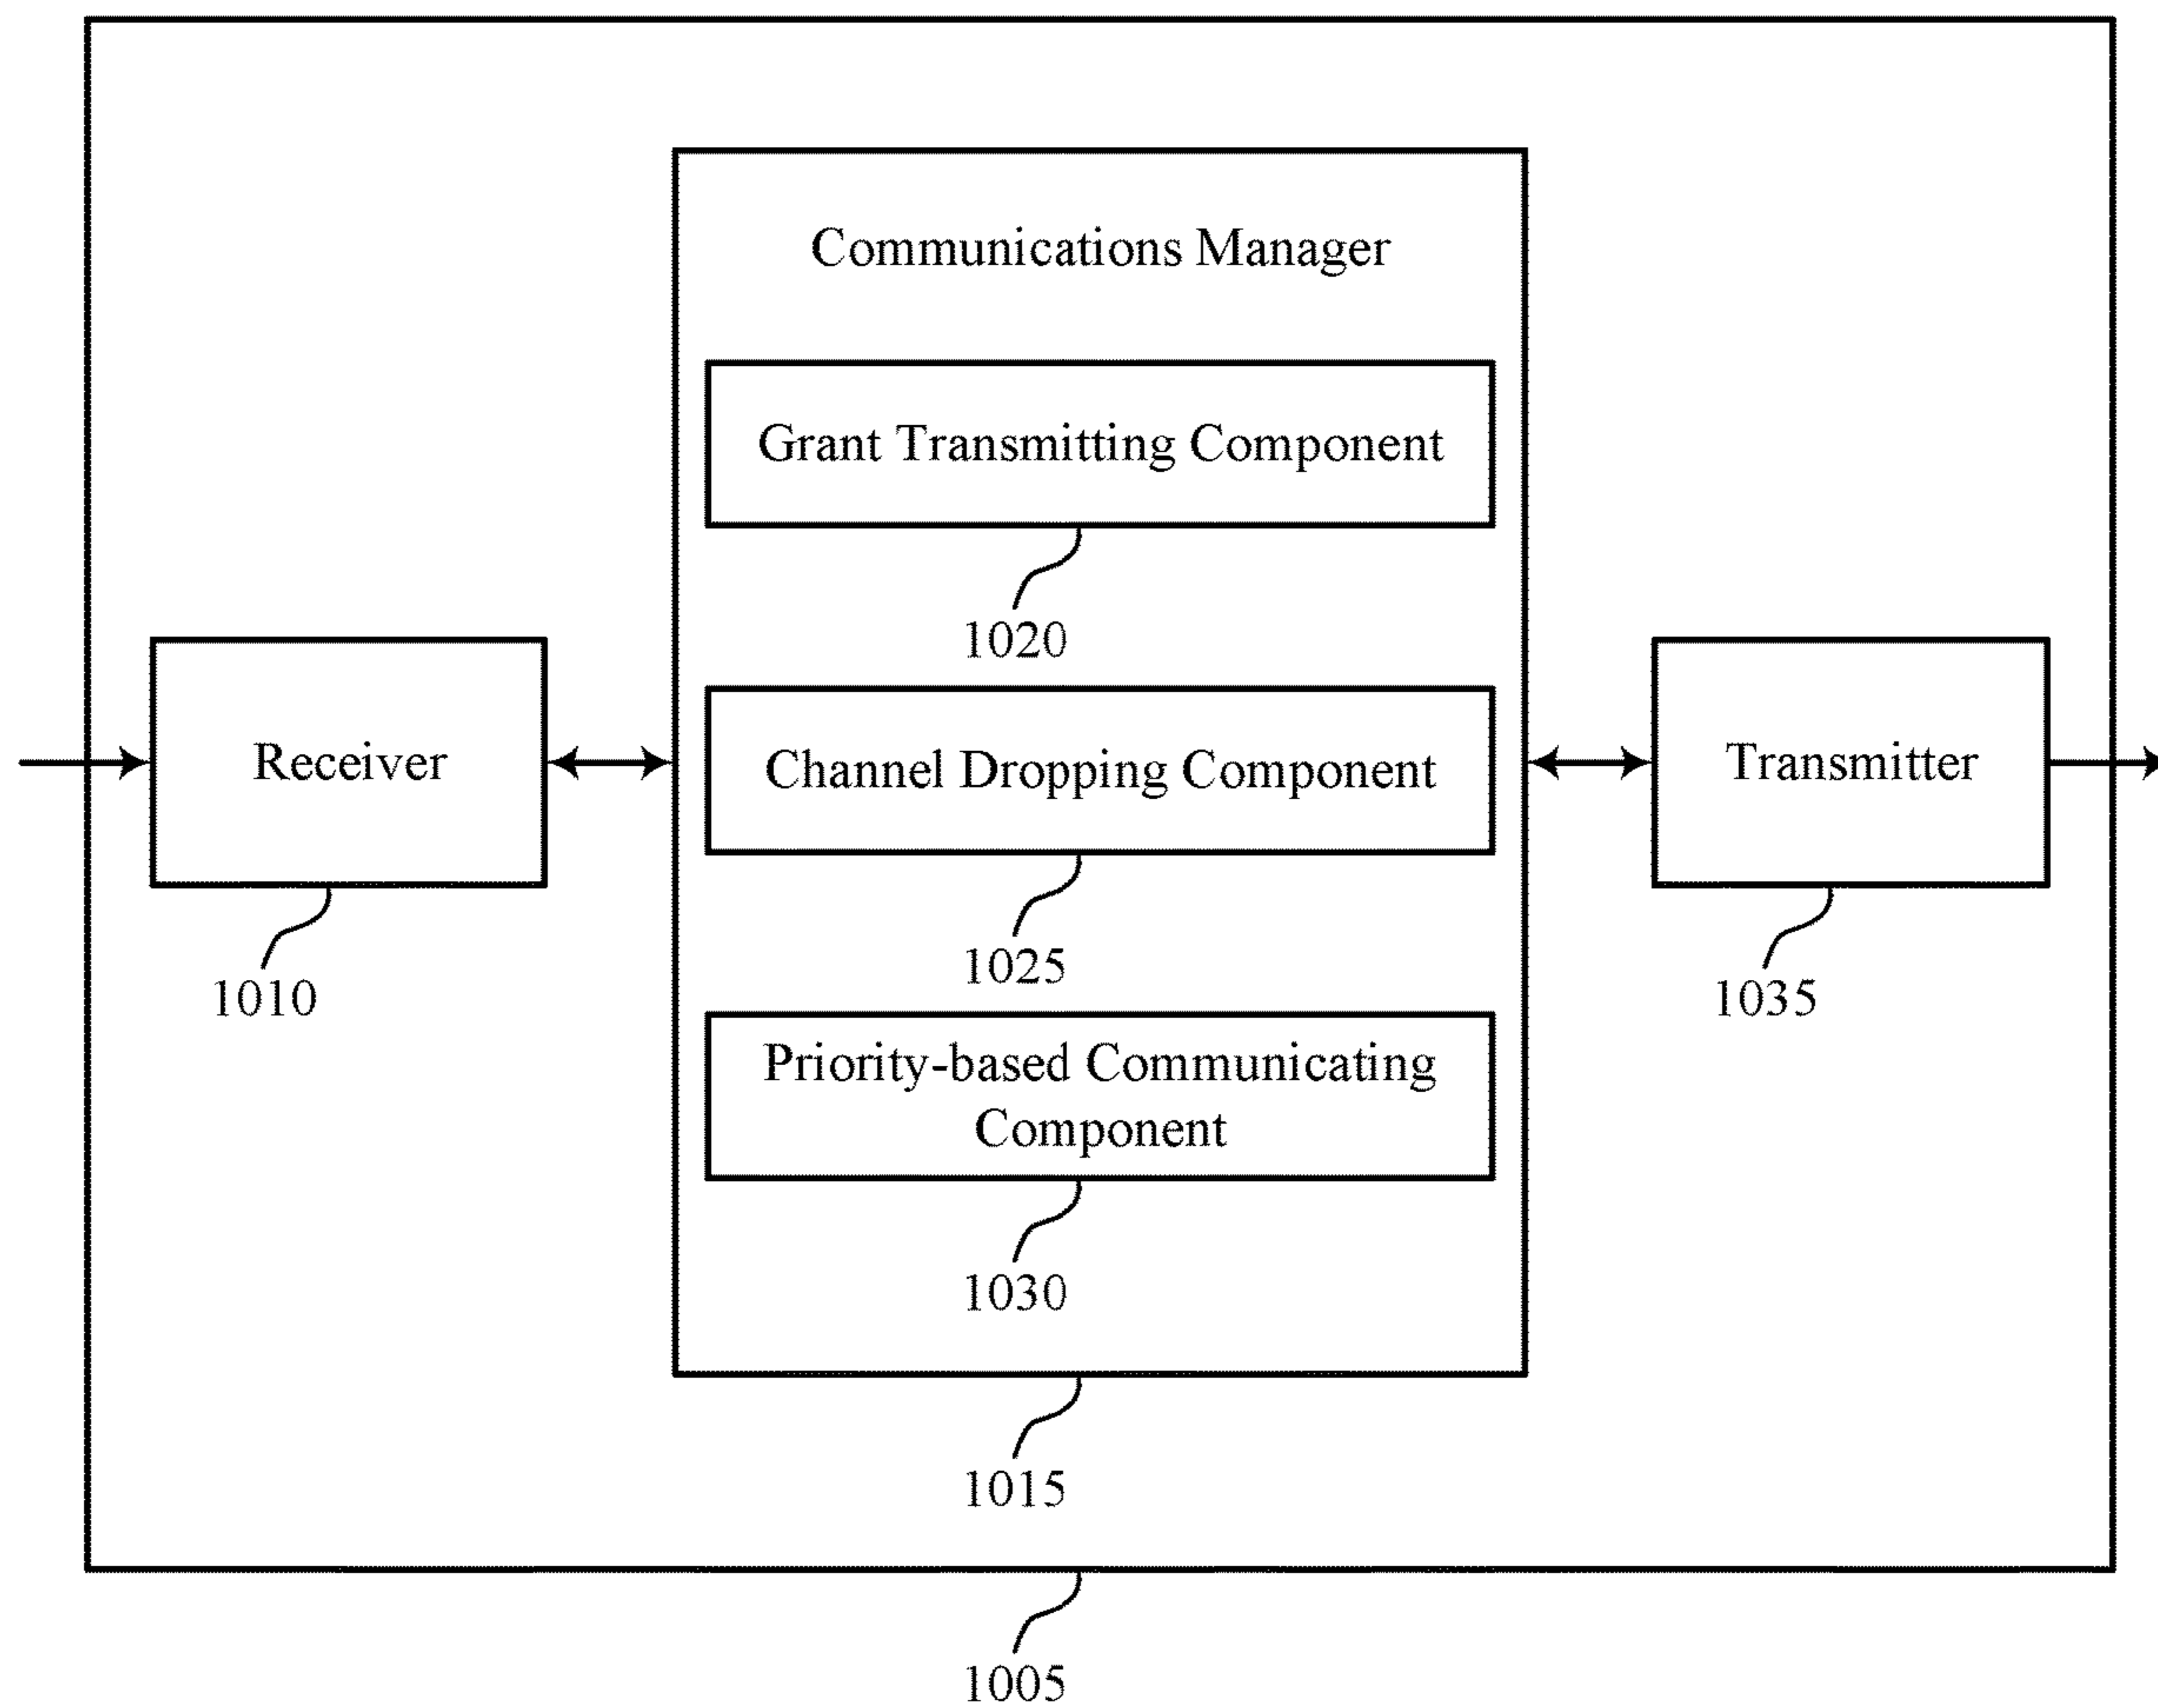 Communications Manager
Grant Transmitting Component
1020
Receiver
Channel Dropping Component
Transmitter
1010
1025
1035
Priority-based Communicating
Component
1030
1015
1005